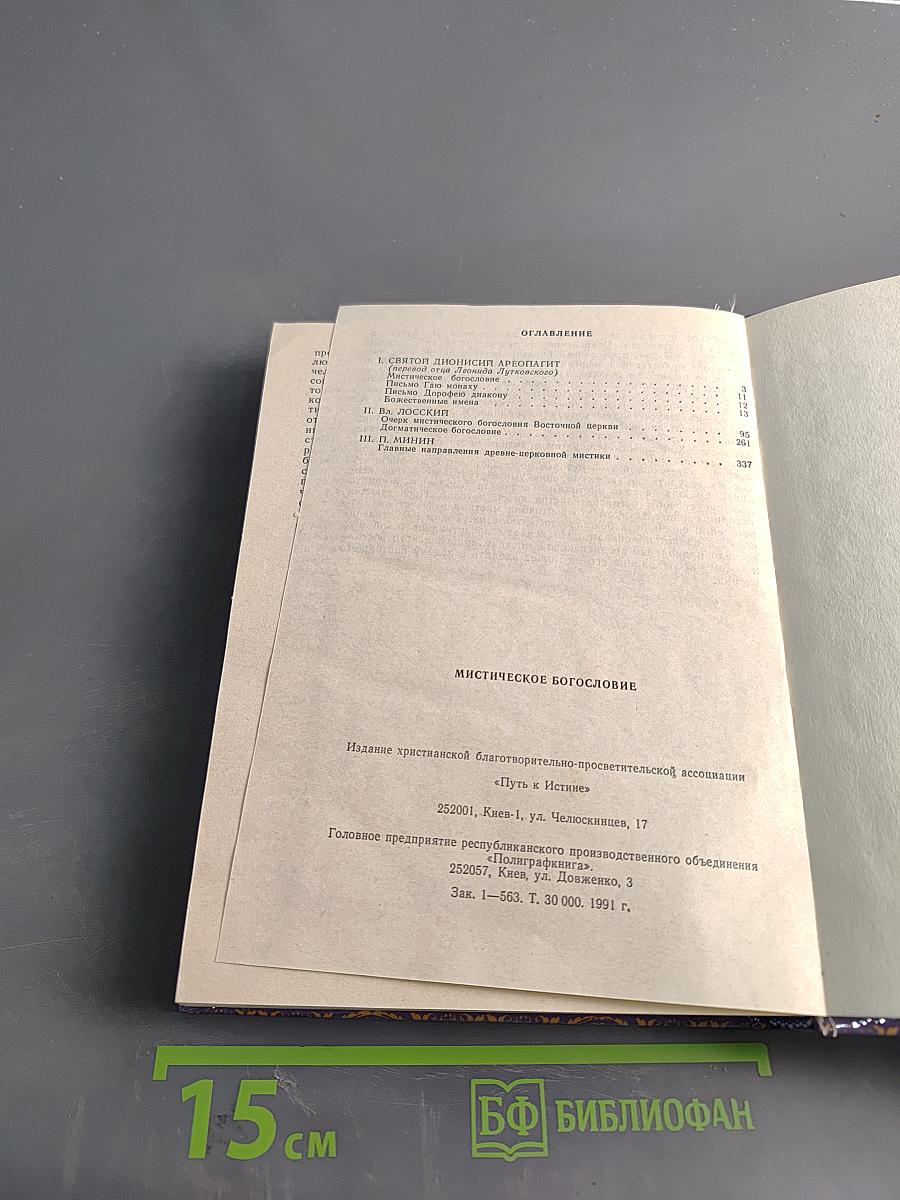 ОГЛАВЛЕНИЕ
I. СВЯТОЙ ДИОНИСИЙ АРЕОПАГИТ
(перевод отца Леонида Лутковского)
Мистическое богословие . . . . . . . . . . . . 3
Письмо Гаю монаху . . . . . . . . . . . . 11
Письмо Дорофею диакону . . . . . . . . . . . . 12
Божественные имена . . . . . . . . . . . . 13
II. Вл. ЛОССКИЙ
Очерк мистического богословия Восточной церкви . . . . . . . . 95
Догматическое богословие . . . . . . . . . . . . 261
III. П. МИНИН
Главные направления древне-церковной мистики . . . . . . . . . . 337
МИСТИЧЕСКОЕ БОГОСЛОВИЕ
Издание христианской благотворительно-просветительской ассоциации
«Путь к Истине»
252001, Киев-1, ул. Челюскинцев, 17
Головное предприятие республиканского производственного объединения
«Полиграфкнига».
252057, Киев, ул. Довженко, 3
Зак. 1—563. Т. 30 000. 1991 г.
15 см
БФ БИБЛИОФАН